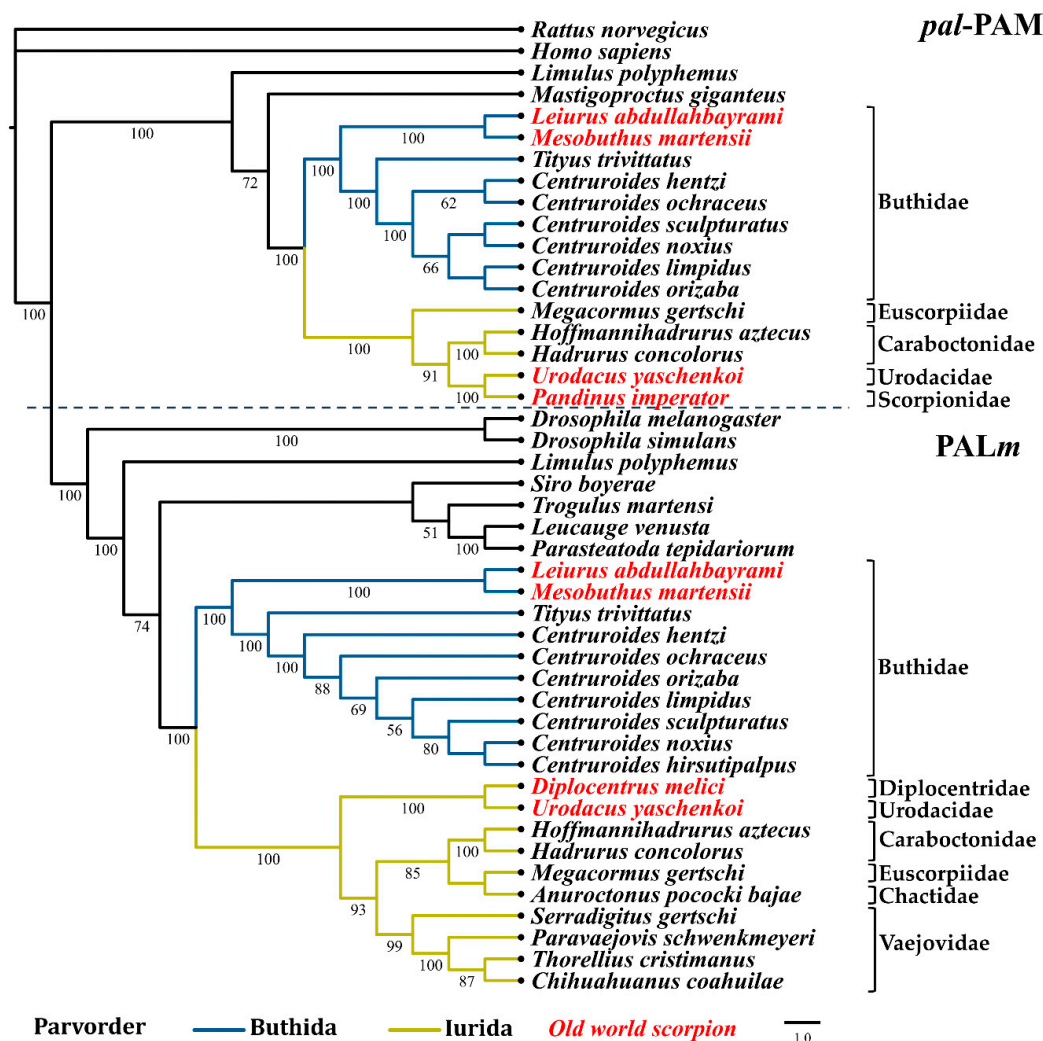 Rattus norvegicus
pal-PAM
Homo sapiens
Limulus polyphemus
Mastigoproctus giganteus
Leiurus abdullahbayrami
100
100
Mesobuthus martensii
Tityus trivittatus
100
72
Centruroides hentzi
62
100
Centruroides ochraceus
Buthidae
Centruroides sculpturatus
100
Centruroides noxius
100
66
Centruroides limpidus
Centruroides orizaba
Megacormus gertschi
Euscorpiidae
100
Hoffmannihadrurus aztecus
100
100
Hadrurus concolorus
Caraboctonidae
91
Urodacus yaschenkoi
Urodacidae
100
Pandinus imperator
Scorpionidae
Drosophila melanogaster
100
Drosophila simulans
PALm
Limulus polyphemus
100
Siro boyerae
Trogulus martensi
51
Leucauge venusta
100
Parasteatoda tepidariorum
100
Leiurus abdullahbayrami
100
Mesobuthus martensii
74
100
Tityus trivittatus
100
Centruroides hentzi
100
Centruroides ochraceus
Buthidae
88
Centruroides orizaba
69
Centruroides limpidus
56
Centruroides sculpturatus
100
80
Centruroides noxius
Centruroides hirsutipalpus
Diplocentrus melici
Diplocentridae
100
Urodacus yaschenkoi
Urodacidae
Hoffmannihadrurus aztecus
100
100
Hadrurus concolorus
Caraboctonidae
85
Megacormus gertschi
Euscorpiidae
Anuroctonus pococki bajae
Chactidae
93
Serradigitus gertschi
99
Paravaejovis schwenkmeyeri
Vaejovidae
100
Thorellius cristimanus
87
Chihuahuanus coahuilae
Parvorder
Buthida
Iurida
Old world scorpion
1.0